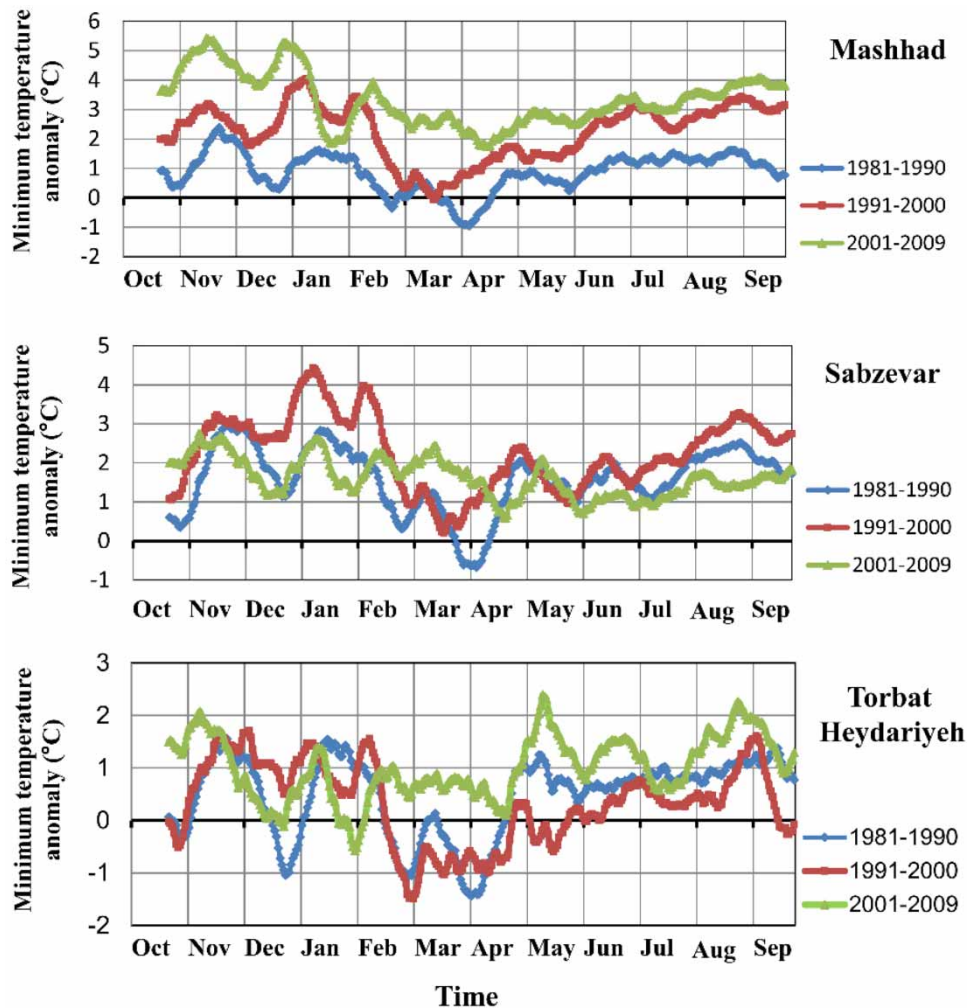 Minimum temperature
anomaly (°C)
6
5
4
3
2
1
0
-1
-2
Oct Nov Dec Jan Feb Mar Apr May Jun Jul Aug Sep
Mashhad
1981-1990
1991-2000
2001-2009
Minimum temperature
anomaly (°C)
5
4
3
2
1
0
-1
Oct Nov Dec Jan Feb Mar Apr May Jun Jul Aug Sep
Sabzevar
1981-1990
1991-2000
2001-2009
Minimum temperature
anomaly (°C)
3
2
1
0
-1
-2
Oct Nov Dec Jan Feb Mar Apr May Jun Jul Aug Sep
Torbat
Heydariyeh
1981-1990
1991-2000
2001-2009
Time